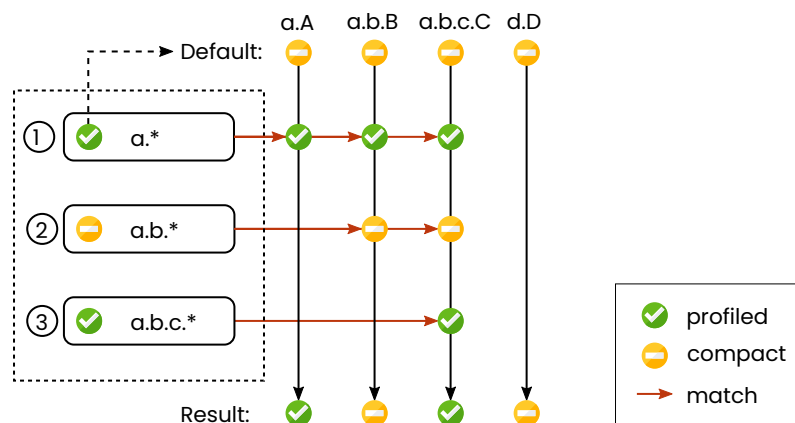 a.A a.b.B a.b.c.C d.D
Default:
1 a.*
2 a.b.*
3 a.b.c.*
Result:
profiled
compact
match